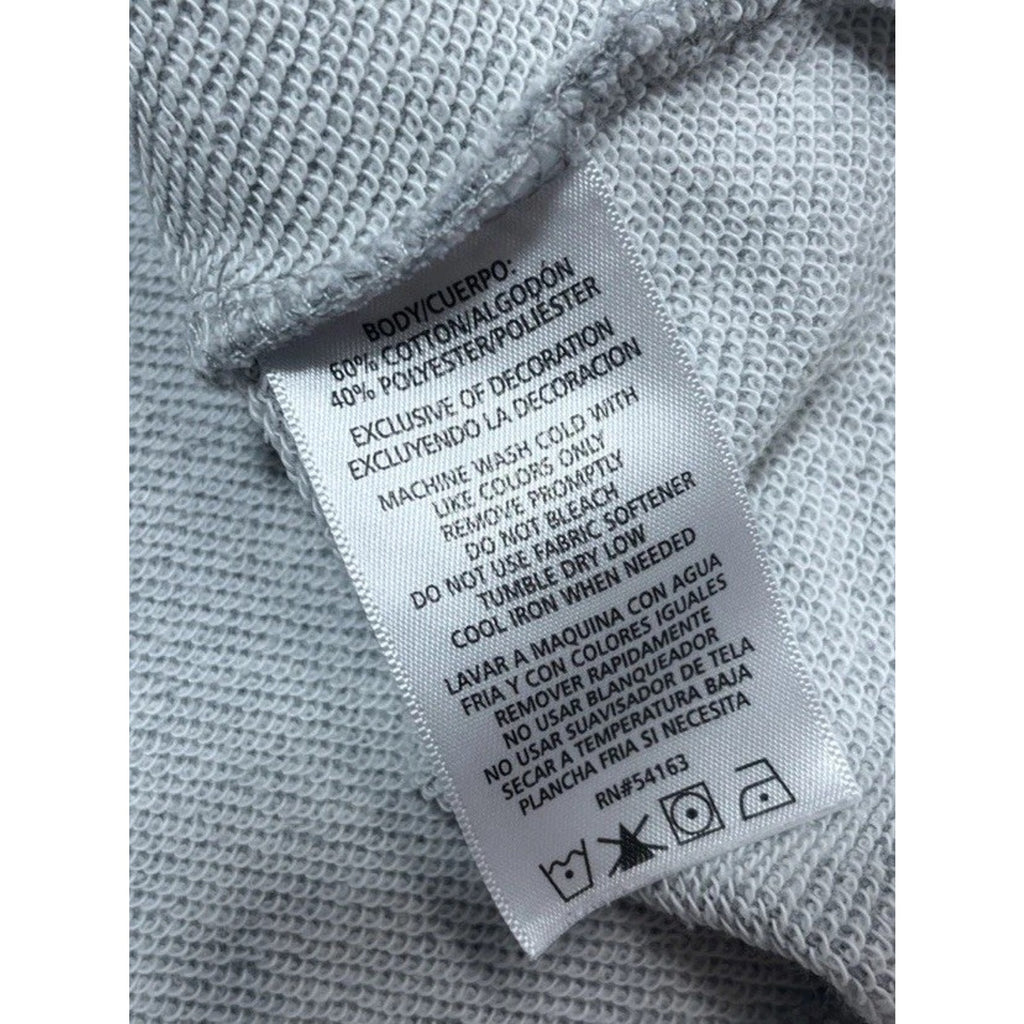 BODY/CUERPO:
60% COTTON/ALGODÓN
40% POLYESTER/POLIÉSTER
EXCLUSIVE OF DECORATION
EXCLUYENDO LA DECORACION
MACHINE WASH COLD WITH
LIKE COLORS ONLY
REMOVE PROMPTLY
DO NOT BLEACH
DO NOT USE FABRIC SOFTENER
TUMBLE DRY LOW
COOL IRON WHEN NEEDED
LAVAR A MAQUINA CON AGUA
FRIA Y CON COLORES IGUALES
REMOVER RAPIDAMENTE
NO USAR BLANQUEADOR
NO USAR SUAVISADOR DE TELA
SECAR A TEMPERATURA BAJA
PLANCHA FRIA SI NECESITA
RN#54163